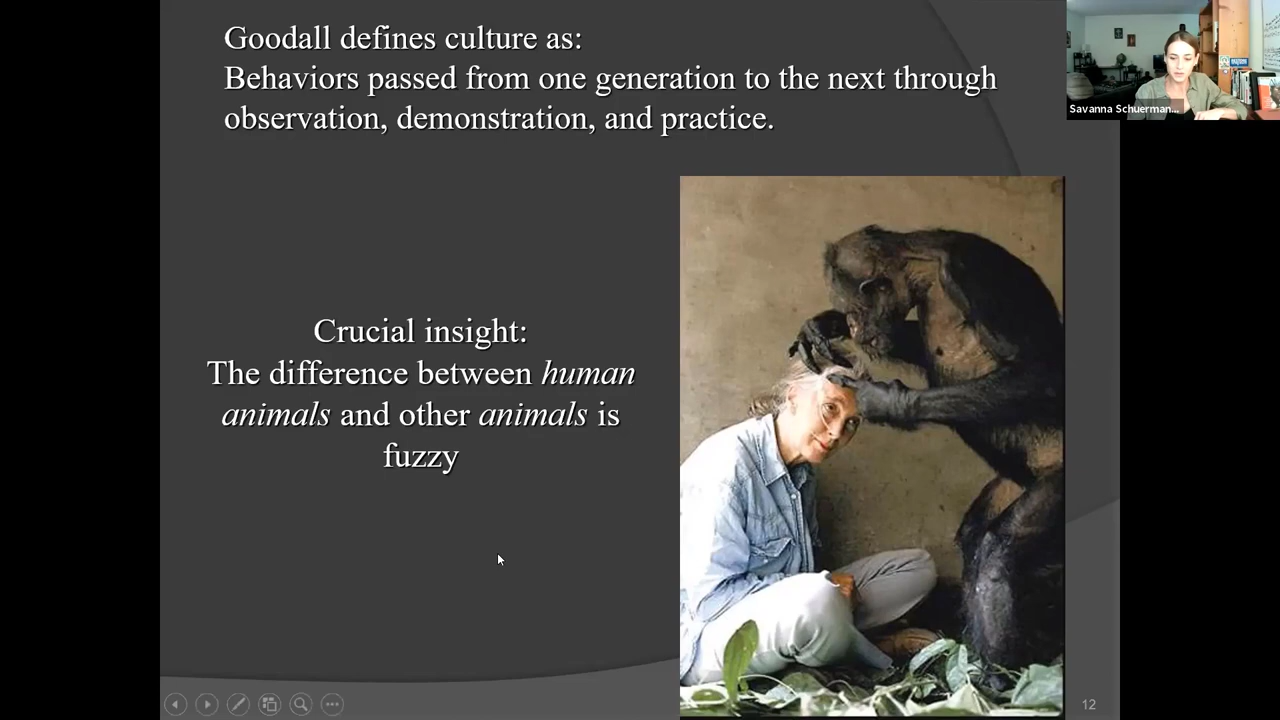 Goodall defines culture as:
Behaviors passed from one generation to the next through
observation, demonstration, and practice.
Savanna Schuerman...
Crucial insight:
The difference between human
animals and other animals is
fuzzy
12